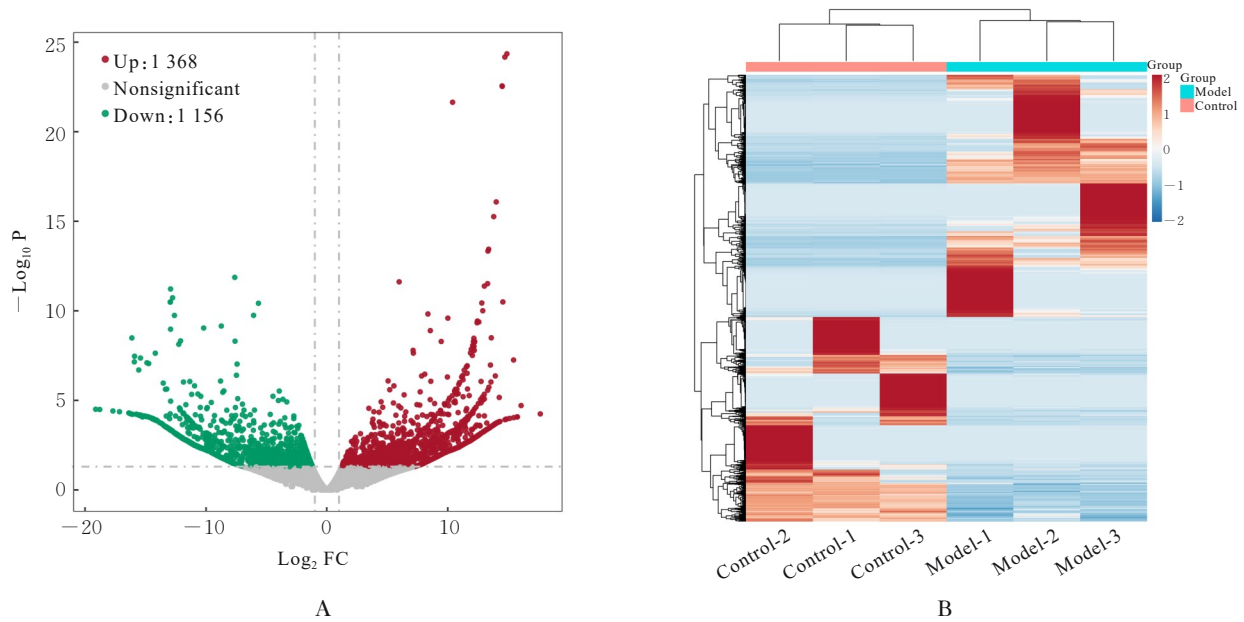 Up:1 368
Nonsignificant
Down:1 156
25
20
15
10
5
0
−20
−10
0
10
−Log10 P
Log2 FC
A
Group
Group
Model
Control
2
1
0
−1
−2
Control-2
Control-1
Control-3
Model-1
Model-2
Model-3
B